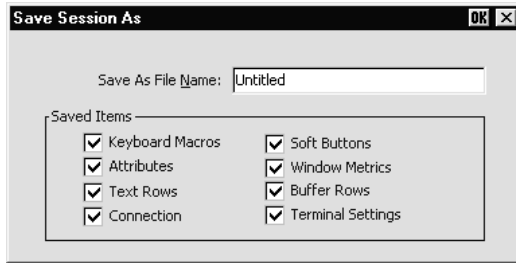 Save Session As OK ×
Save As File Name: Untitled
Saved Items
Keyboard Macros Soft Buttons
Attributes Window Metrics
Text Rows Buffer Rows
Connection Terminal Settings